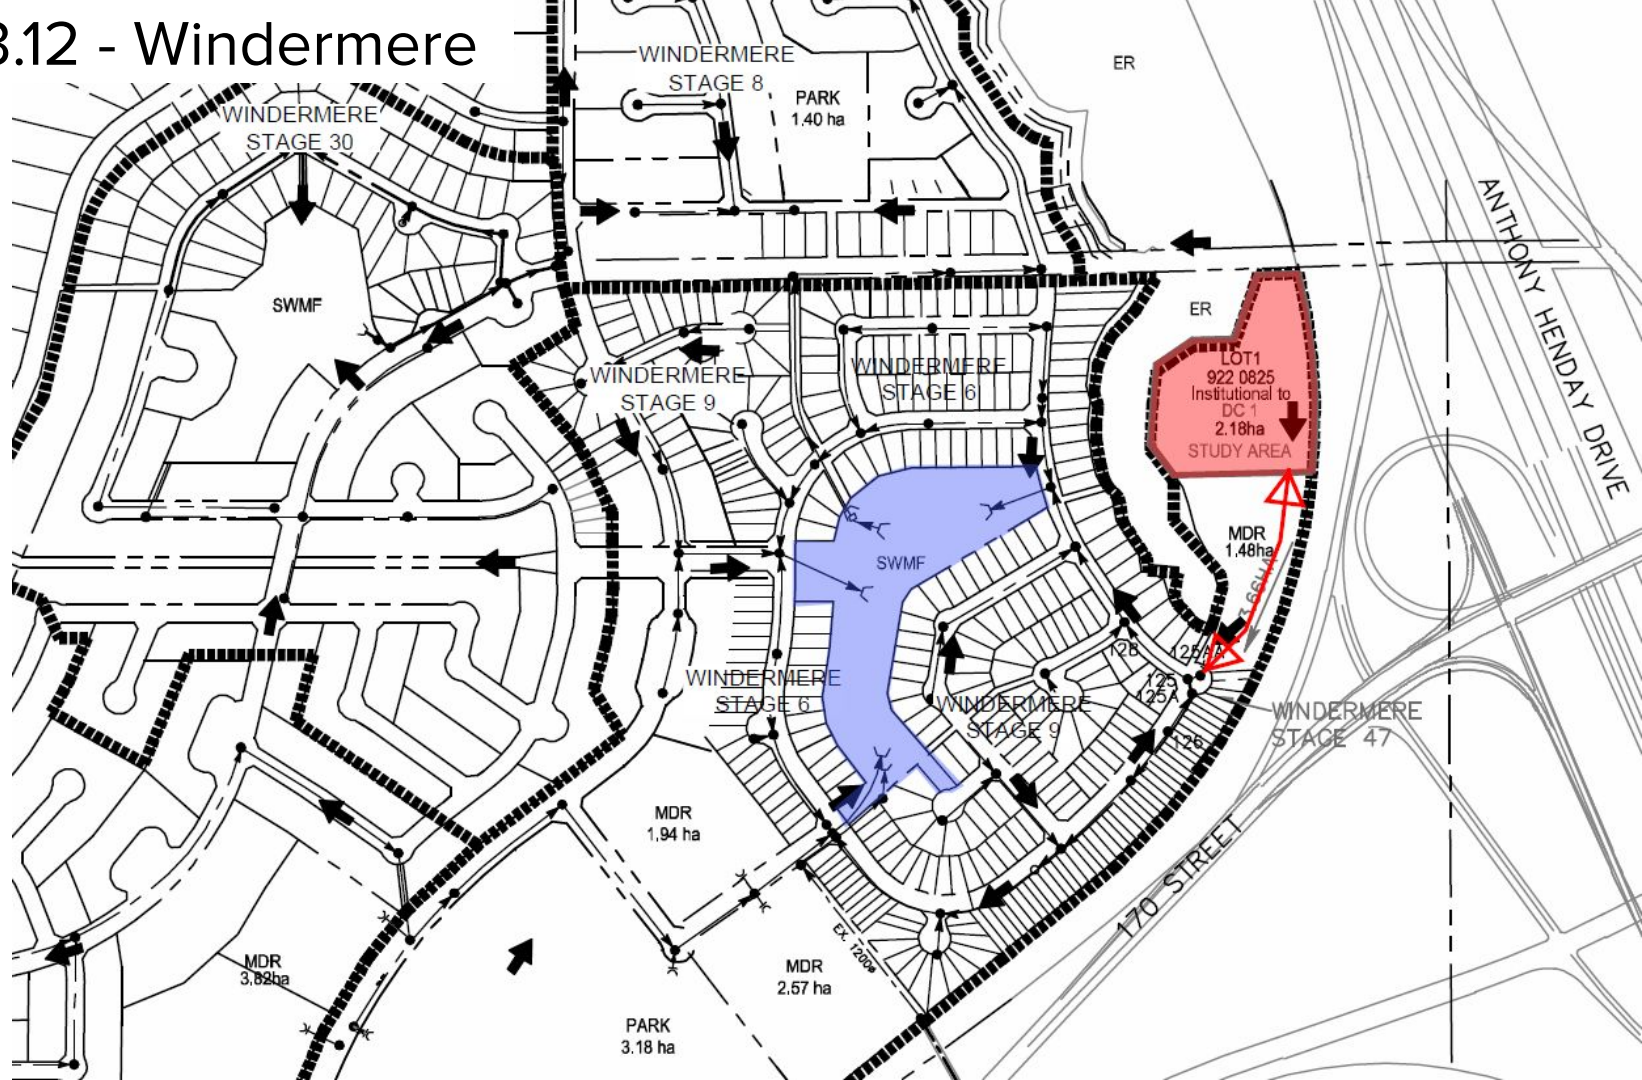 3.12 - Windermere
WINDERMERE
STAGE 8
ER
PARK
1.40 ha
WINDERMERE
STAGE 30
ANTHONY HENDAY DRIVE
SWMF
ER
LOT1
922 0825
Institutional to
DC 1
2.18ha
STUDY AREA
WINDERMERE
STAGE 9
WINDERMERE
STAGE 6
MDR
1.48ha
SWMF
3.66HA
128
125AA
125
125A
126
WINDERMERE
STAGE 6
WINDERMERE
STAGE 9
WINDERMERE
STAGE 47
MDR
1.94 ha
170 STREET
EX. 1200ø
MDR
3.82ha
MDR
2.57 ha
PARK
3.18 ha